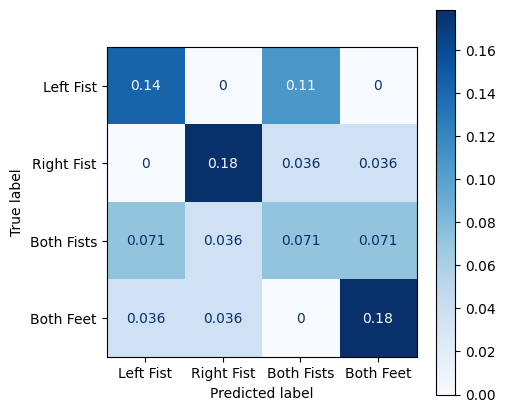 Left Fist 0.14 0 0.11 0
Right Fist 0 0.18 0.036 0.036
Both Fists 0.071 0.036 0.071 0.071
Both Feet 0.036 0.036 0 0.18
Left Fist Right Fist Both Fists Both Feet
Predicted label
True label
0.16
0.14
0.12
0.10
0.08
0.06
0.04
0.02
0.00